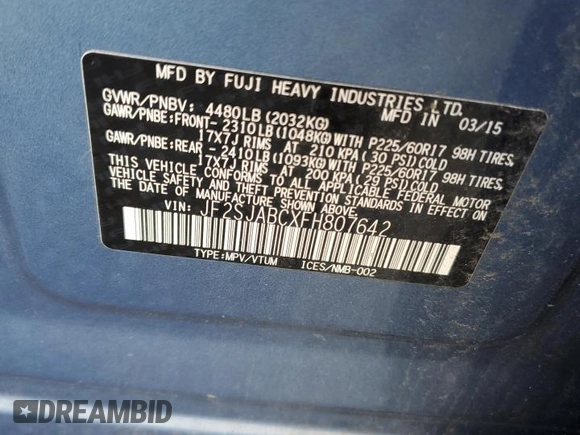 MFD BY FUJI HEAVY INDUSTRIES LTD.
GVWR/PNBV: 4480LB(2032KG) MFD IN 03/15
GAWR/PNBE:FRONT-2310LB(1048KG)WITH P225/60R17 98H TIRES
17X7J RIMS AT 210 KPA(30 PSI)COLD
GAWR/PNBE:REAR -2410LB(1093KG)WITH P225/60R17 98H TIRES
17X7J RIMS AT 200 KPA(29 PSI)COLD
THIS VEHICLE CONFORMS TO ALL APPLICABLE FEDERAL MOTOR
VEHICLE SAFETY AND THEFT PREVENTION STANDARDS IN EFFECT
ON THE DATE OF MANUFACTURE SHOWN ABOVE.
VIN: JF2SJABCXFH807642
TYPE:MPV/VTUM ICES/NMB-002
DREAMBID